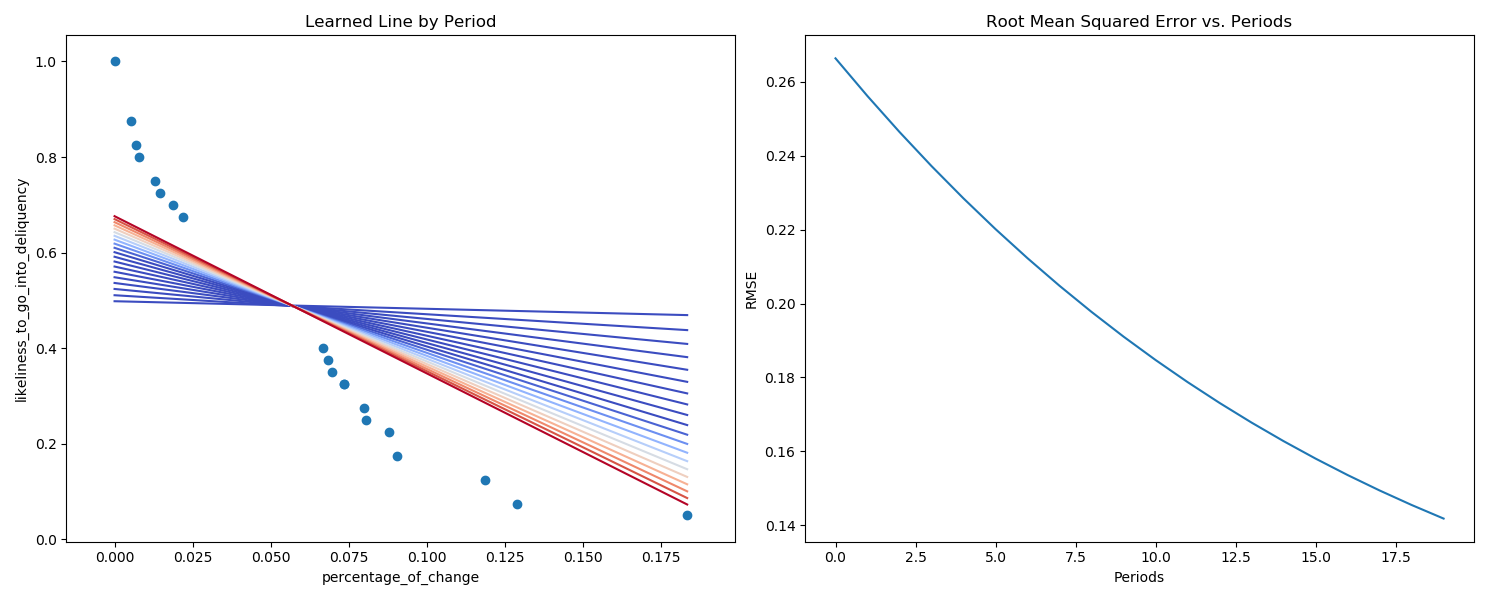 Learned Line by Period
1.0
0.8
0.6
0.4
0.2
0.0
likeliness_to_go_into_deliquency
0.000 0.025 0.050 0.075 0.100 0.125 0.150 0.175
percentage_of_change
Root Mean Squared Error vs. Periods
0.26
0.24
0.22
0.20
0.18
0.16
0.14
RMSE
0.0 2.5 5.0 7.5 10.0 12.5 15.0 17.5
Periods